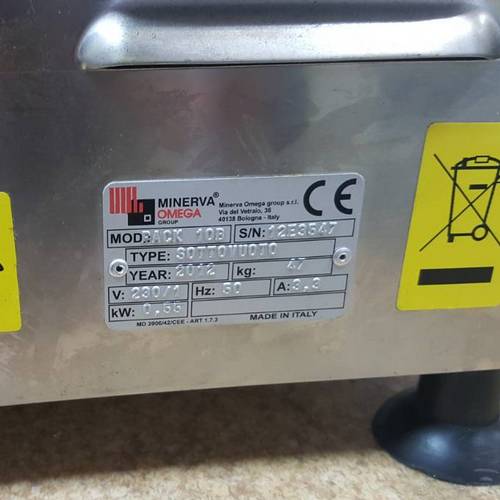 MINERVA®
OMEGA
GROUP
Minerva Omega group s.r.l.
Via del Vetraio, 36
40138 Bologna - Italy
CE
MOD: PACK 10B S/N: 12E3547
TYPE: SOTTOVUOTO
YEAR: 2012 kg: 47
V: 230/1 Hz: 50 A: 3.3
kW: 0.55
MD 2006/42/CEE - ART 1.7.3
MADE IN ITALY